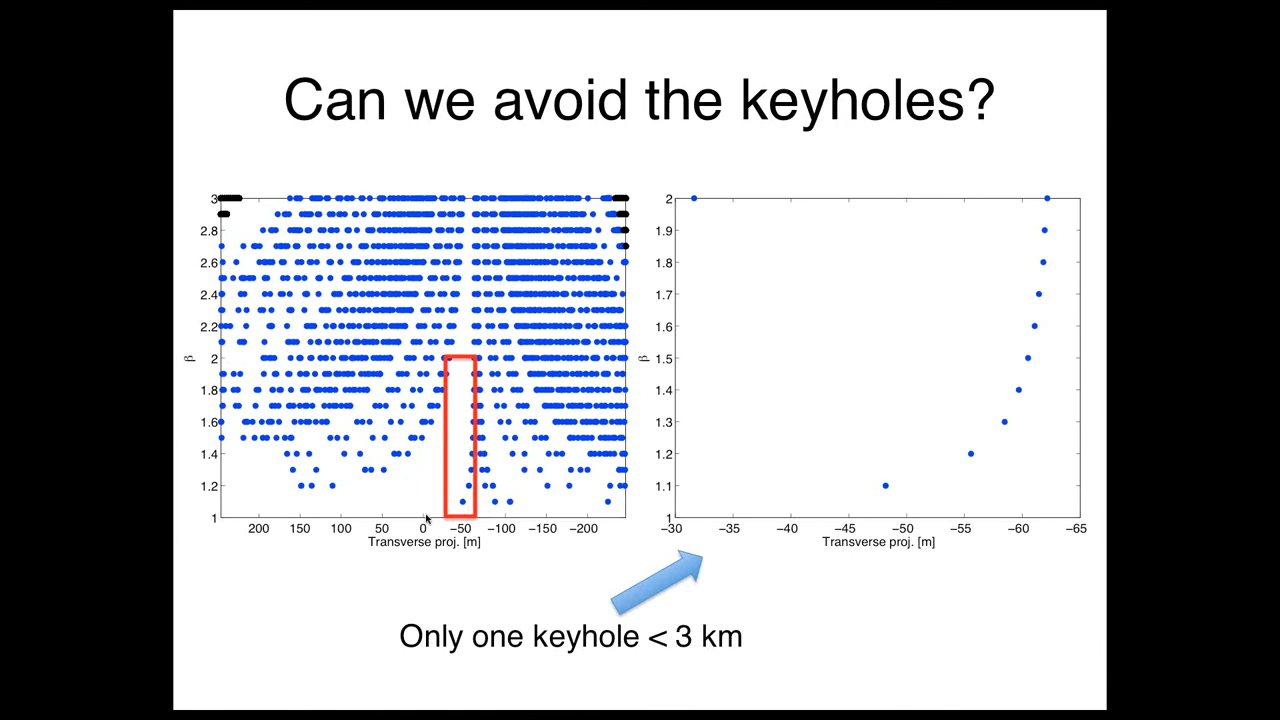 Can we avoid the keyholes?
3
2.8
2.6
2.4
2.2
2
1.8
1.6
1.4
1.2
1
β
200 150 100 50 0 −50 −100 −150 −200
Transverse proj. [m]
2
1.9
1.8
1.7
1.6
1.5
1.4
1.3
1.2
1.1
1
β
−30 −35 −40 −45 −50 −55 −60 −65
Transverse proj. [m]
Only one keyhole < 3 km